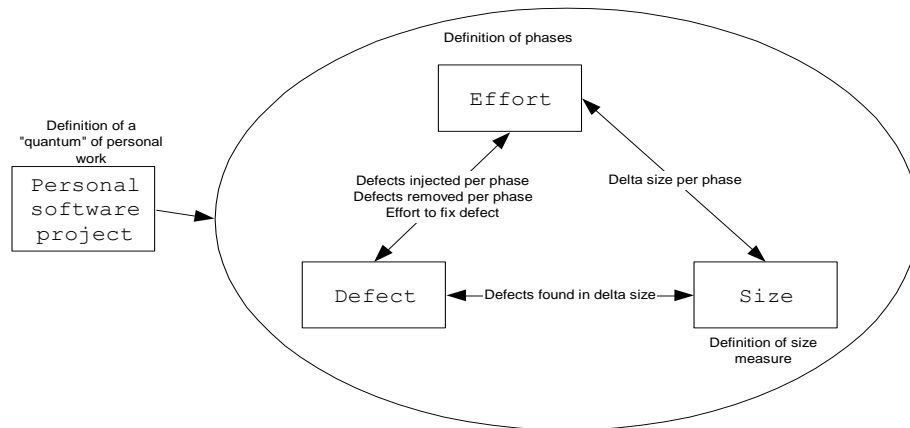 Definition of phases
Effort
Definition of a
"quantum" of personal
work
Personal
software
project
Defects injected per phase
Defects removed per phase
Effort to fix defect
Delta size per phase
Defect
Defects found in delta size
Size
Definition of size
measure